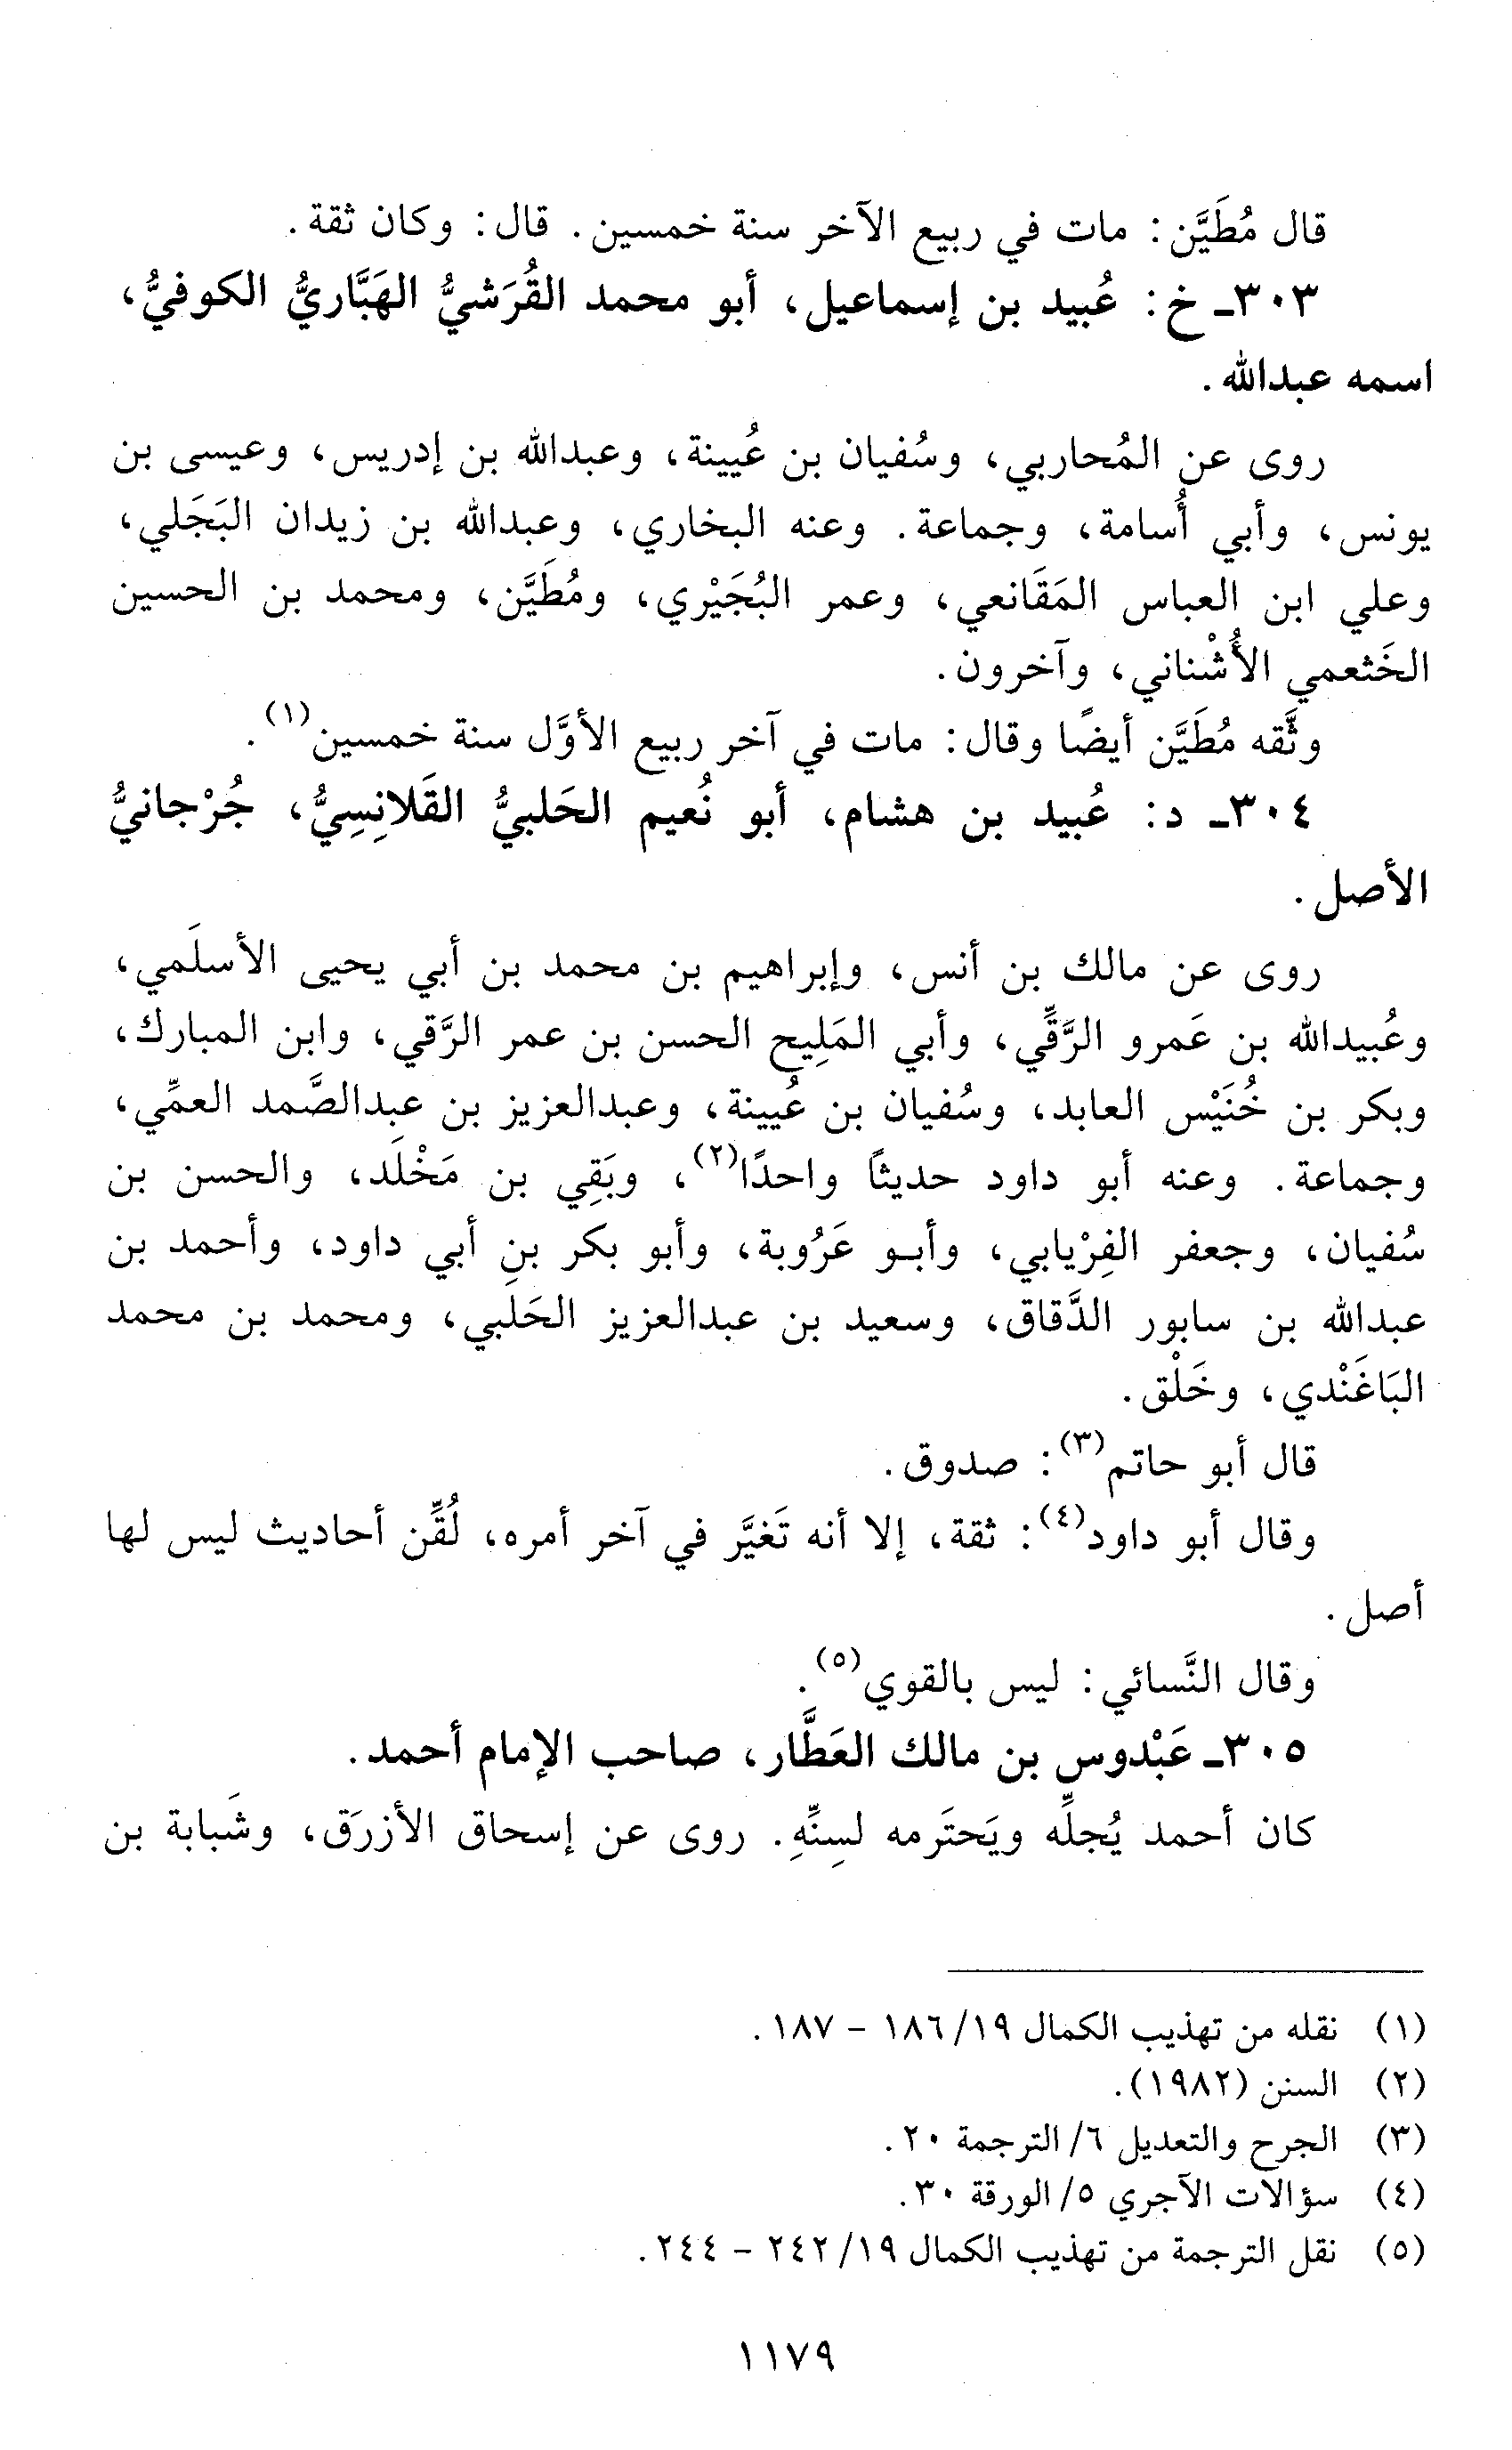 قال مُطَيَّن: مات في ربيع الآخر سنة خمسين. قال: وكان ثقة.
٣٠٣ـ خ: عُبيد بن إسماعيل، أبو محمد القُرَشيُّ الهَبَّاريُّ الكوفيُّ،
اسمه عبدالله.
روى عن المُحاربي، وسُفيان بن عُيينة، وعبدالله بن إدريس، وعيسى بن
يونس، وأبي أُسامة، وجماعة. وعنه البخاري، وعبدالله بن زيدان البَجَلي،
وعلي ابن العباس المَقَانعي، وعمر البُجَيْري، ومُطَيَّن، ومحمد بن الحسين
الخَثعمي الأُشْناني، وآخرون.
وثَّقه مُطَيَّن أيضًا وقال: مات في آخر ربيع الأوَّل سنة خمسين(١).
٣٠٤ـ د: عُبيد بن هشام، أبو نُعيم الحَلبيُّ القَلانِسِيُّ، جُرْجانيُّ
الأصل.
روى عن مالك بن أنس، وإبراهيم بن محمد بن أبي يحيى الأسلَمي،
وعُبيدالله بن عَمرو الرَّقِّي، وأبي المَلِيح الحسن بن عمر الرَّقي، وابن المبارك،
وبكر بن خُنَيْس العابد، وسُفيان بن عُيينة، وعبدالعزيز بن عبدالصَّمد العمِّي،
وجماعة. وعنه أبو داود حديثًا واحدًا(٢)، وبَقِي بن مَخْلَد، والحسن بن
سُفيان، وجعفر الفِرْيابي، وأبو عَرُوبة، وأبو بكر بنِ أبي داود، وأحمد بن
عبدالله بن سابور الدَّقاق، وسعيد بن عبدالعزيز الحَلَبي، ومحمد بن محمد
البَاغَنْدي، وخَلْق.
قال أبو حاتم(٣): صدوق.
وقال أبو داود(٤): ثقة، إلا أنه تَغيَّر في آخر أمره، لُقِّن أحاديث ليس لها
أصل.
وقال النَّسائي: ليس بالقوي(٥).
٣٠٥ـ عَبْدوس بن مالك العَطَّار، صاحب الإمام أحمد.
كان أحمد يُجلِّه ويَحتَرمه لسِنِّهِ. روى عن إسحاق الأزرَق، وشَبابة بن
(١) نقله من تهذيب الكمال ١٩/ ١٨٦ – ١٨٧.
(٢) السنن (١٩٨٢).
(٣) الجرح والتعديل ٦/ الترجمة ٢٠.
(٤) سؤالات الآجري ٥/ الورقة ٣٠.
(٥) نقل الترجمة من تهذيب الكمال ١٩/ ٢٤٢ – ٢٤٤.
١١٧٩